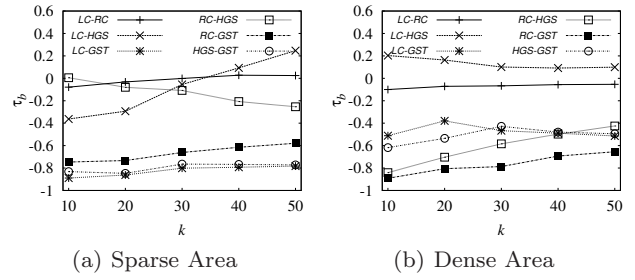 LC-RC
LC-HGS
LC-GST
RC-HGS
RC-GST
HGS-GST
0.6
0.4
0.2
0
-0.2
-0.4
-0.6
-0.8
-1
τb
10 20 30 40 50
k
(a) Sparse Area
LC-RC
LC-HGS
LC-GST
RC-HGS
RC-GST
HGS-GST
0.6
0.4
0.2
0
-0.2
-0.4
-0.6
-0.8
-1
τb
10 20 30 40 50
k
(b) Dense Area